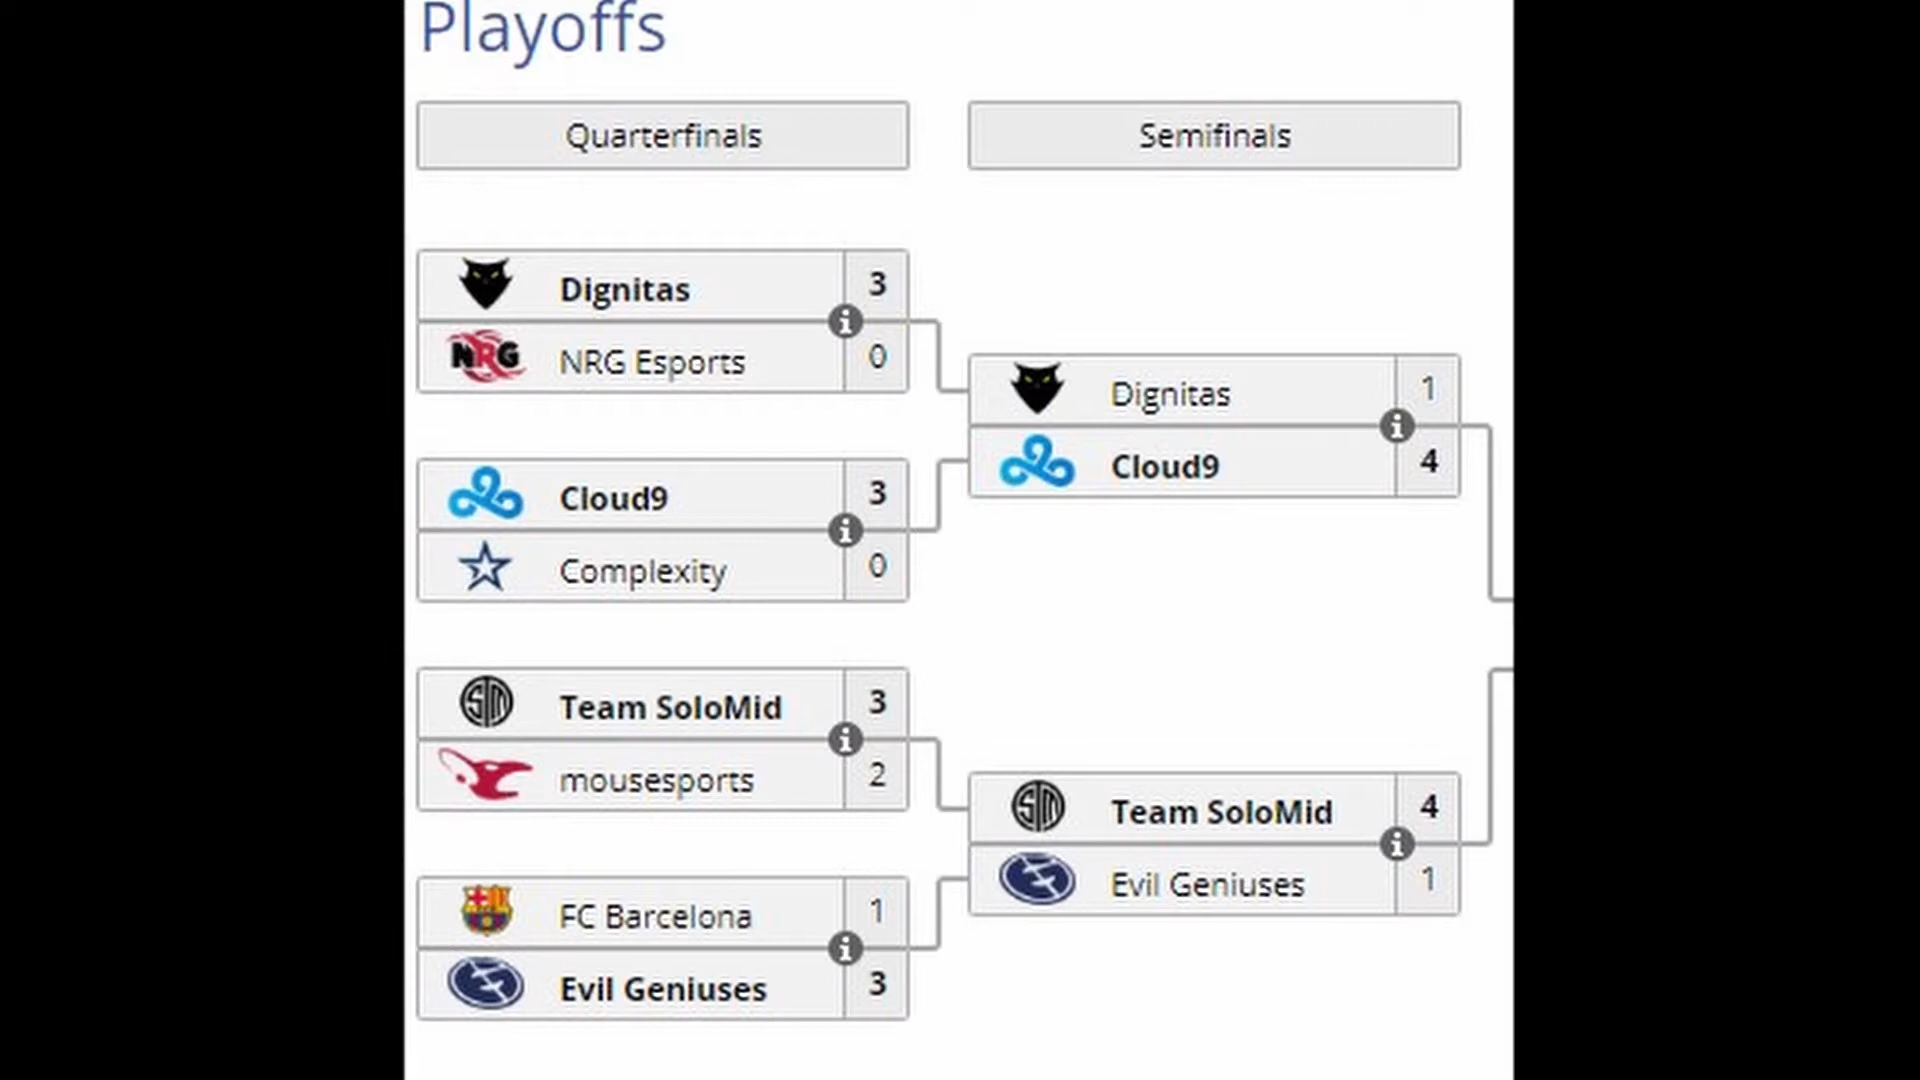 Playoffs
Quarterfinals
Semifinals
Dignitas 3
NRG NRG Esports 0
Cloud9 3
Complexity 0
Team SoloMid 3
mousesports 2
FC Barcelona 1
Evil Geniuses 3
Dignitas 1
Cloud9 4
Team SoloMid 4
Evil Geniuses 1